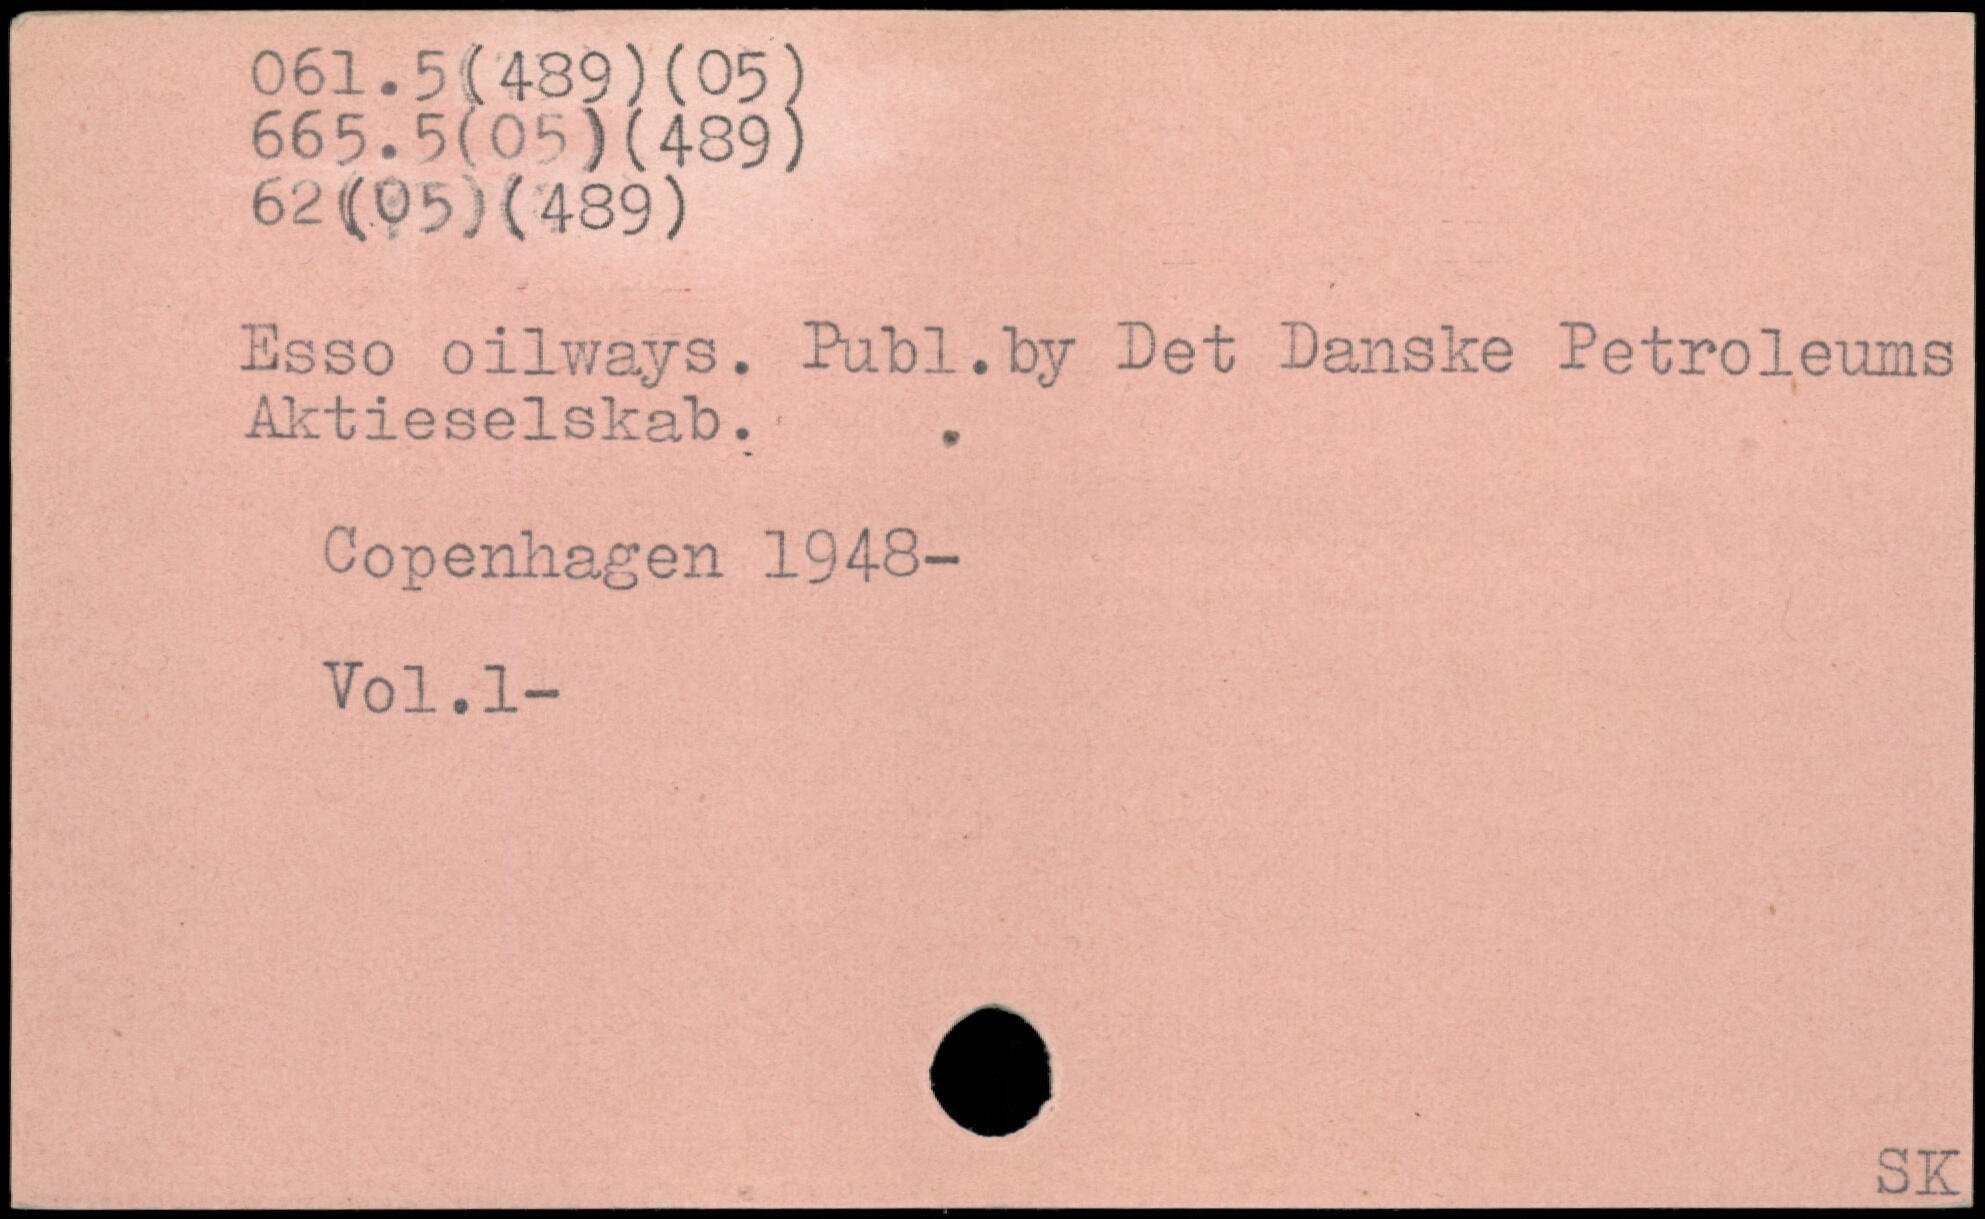 061.5(489)(05)
665.5(05)(489)
62(05)(489)
Esso oilways. Publ.by Det Danske Petroleums
Aktieselskab.
Copenhagen 1948-
Vol.1-
SK